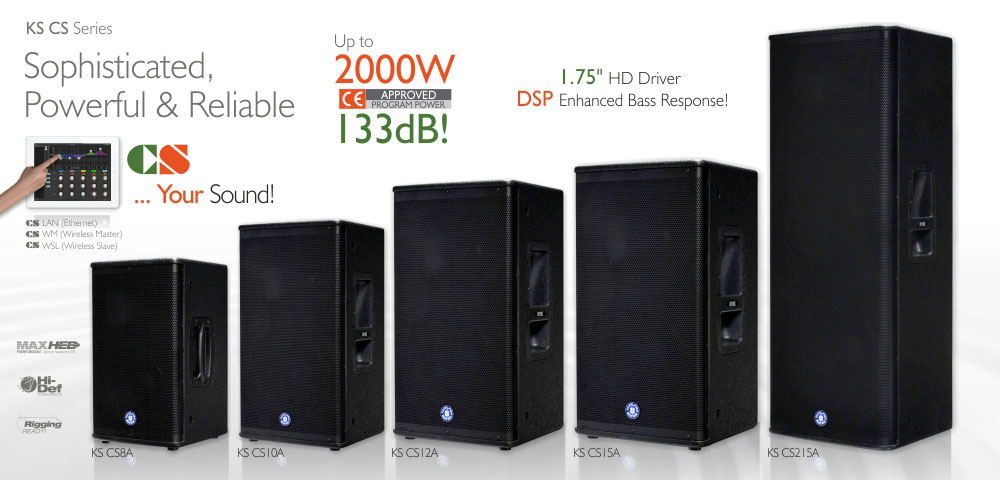 KS CS Series
Sophisticated,
Powerful & Reliable
Up to
2000W
CE APPROVED
PROGRAM POWER
133dB!
1.75" HD Driver
DSP Enhanced Bass Response!
CS
... Your Sound!
CS LAN (Ethernet)
CS WM (Wireless Master)
CS WSL (Wireless Slave)
MAXHEB
Hi-
Def
Rigging
READY!
KS CS8A
KS CS10A
KS CS12A
KS CS15A
KS CS215A